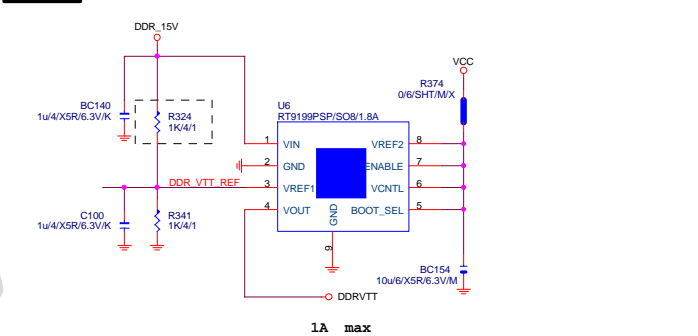 DDR_15V
VCC
R374
0/6/SHT/M/X
BC140
1u/4/X5R/6.3V/K
R324
1K/4/1
U6
RT9199PSP/SO8/1.8A
1 VIN VREF2 8
2 GND ENABLE 7
DDR_VTT_REF 3 VREF1 VCNTL 6
4 VOUT BOOT_SEL 5
GND
9
C100
1u/4/X5R/6.3V/K
R341
1K/4/1
BC154
10u/6/X5R/6.3V/M
DDRVTT
1A max